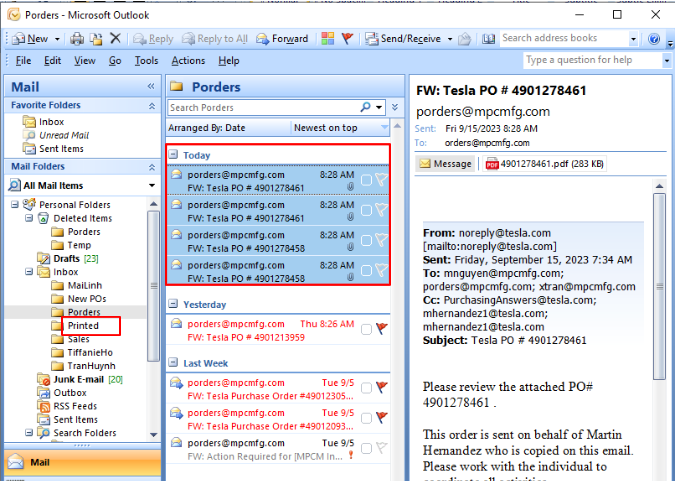 Porders - Microsoft Outlook
New
Reply
Reply to All
Forward
Send/Receive
Search address books
File Edit View Go Tools Actions Help
Type a question for help
Mail «
Favorite Folders
Inbox
Unread Mail
Sent Items
Mail Folders
All Mail Items
Personal Folders
Deleted Items
Porders
Temp
Drafts [23]
Inbox
MaiLinh
New POs
Porders
Printed
Sales
TiffanieHo
TranHuynh
Junk E-mail [20]
Outbox
RSS Feeds
Sent Items
Search Folders
Mail
Porders
Search Porders
Arranged By: Date Newest on top
Today
porders@mpcmfg.com 8:28 AM
FW: Tesla PO # 4901278461
porders@mpcmfg.com 8:28 AM
FW: Tesla PO # 4901278461
porders@mpcmfg.com 8:28 AM
FW: Tesla PO # 4901278458
porders@mpcmfg.com 8:28 AM
FW: Tesla PO # 4901278458
Yesterday
porders@mpcmfg.com Thu 8:26 AM
FW: Tesla PO # 4901213959
Last Week
porders@mpcmfg.com Tue 9/5
FW: Tesla Purchase Order #49012305...
porders@mpcmfg.com Tue 9/5
FW: Tesla Purchase Order #49012093...
porders@mpcmfg.com Tue 9/5
FW: Action Required for [MPCM In...
FW: Tesla PO # 4901278461
porders@mpcmfg.com
Sent: Fri 9/15/2023 8:28 AM
To: orders@mpcmfg.com
Message
PDF 4901278461.pdf (283 KB)
From: noreply@tesla.com
[mailto:noreply@tesla.com]
Sent: Friday, September 15, 2023 7:34 AM
To: mnguyen@mpcmfg.com;
porders@mpcmfg.com; xtran@mpcmfg.com
Cc: PurchasingAnswers@tesla.com;
mhernandez1@tesla.com;
mhernandez1@tesla.com
Subject: Tesla PO # 4901278461
Please review the attached PO#
4901278461 .
This order is sent on behalf of Martin
Hernandez who is copied on this email.
Please work with the individual to